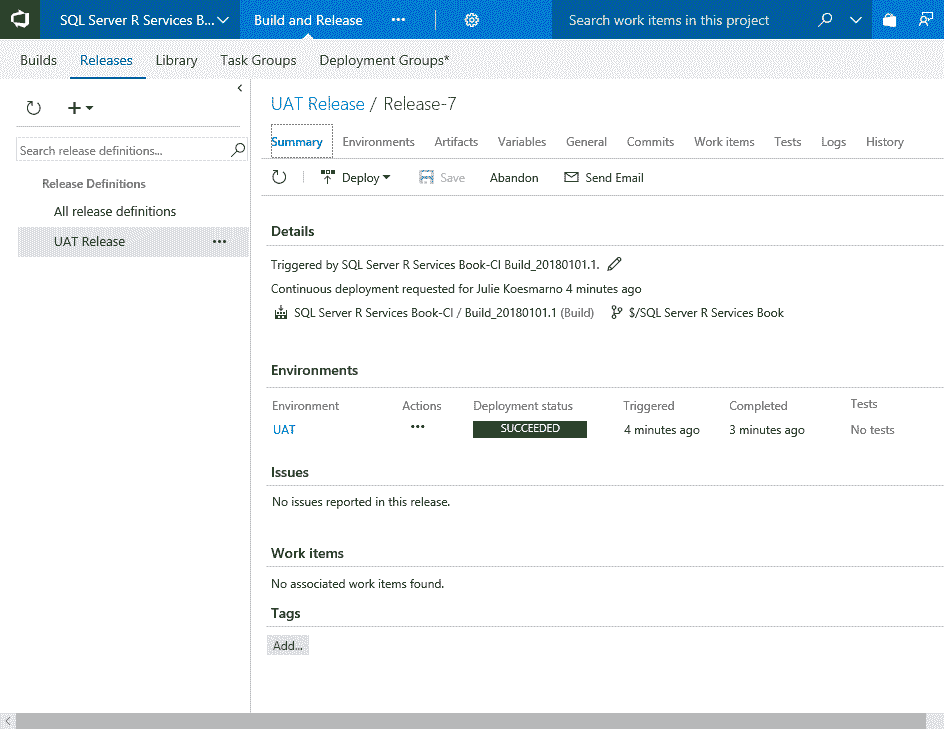 SQL Server R Services B... Build and Release ... Search work items in this project
Builds Releases Library Task Groups Deployment Groups*
UAT Release / Release-7
Search release definitions...
Release Definitions
All release definitions
UAT Release ...
Summary Environments Artifacts Variables General Commits Work items Tests Logs History
Deploy Save Abandon Send Email
Details
Triggered by SQL Server R Services Book-CI Build_20180101.1.
Continuous deployment requested for Julie Koesmarno 4 minutes ago
SQL Server R Services Book-CI / Build_20180101.1 (Build) $/SQL Server R Services Book
Environments
Environment Actions Deployment status Triggered Completed Tests
UAT ... SUCCEEDED 4 minutes ago 3 minutes ago No tests
Issues
No issues reported in this release.
Work items
No associated work items found.
Tags
Add...